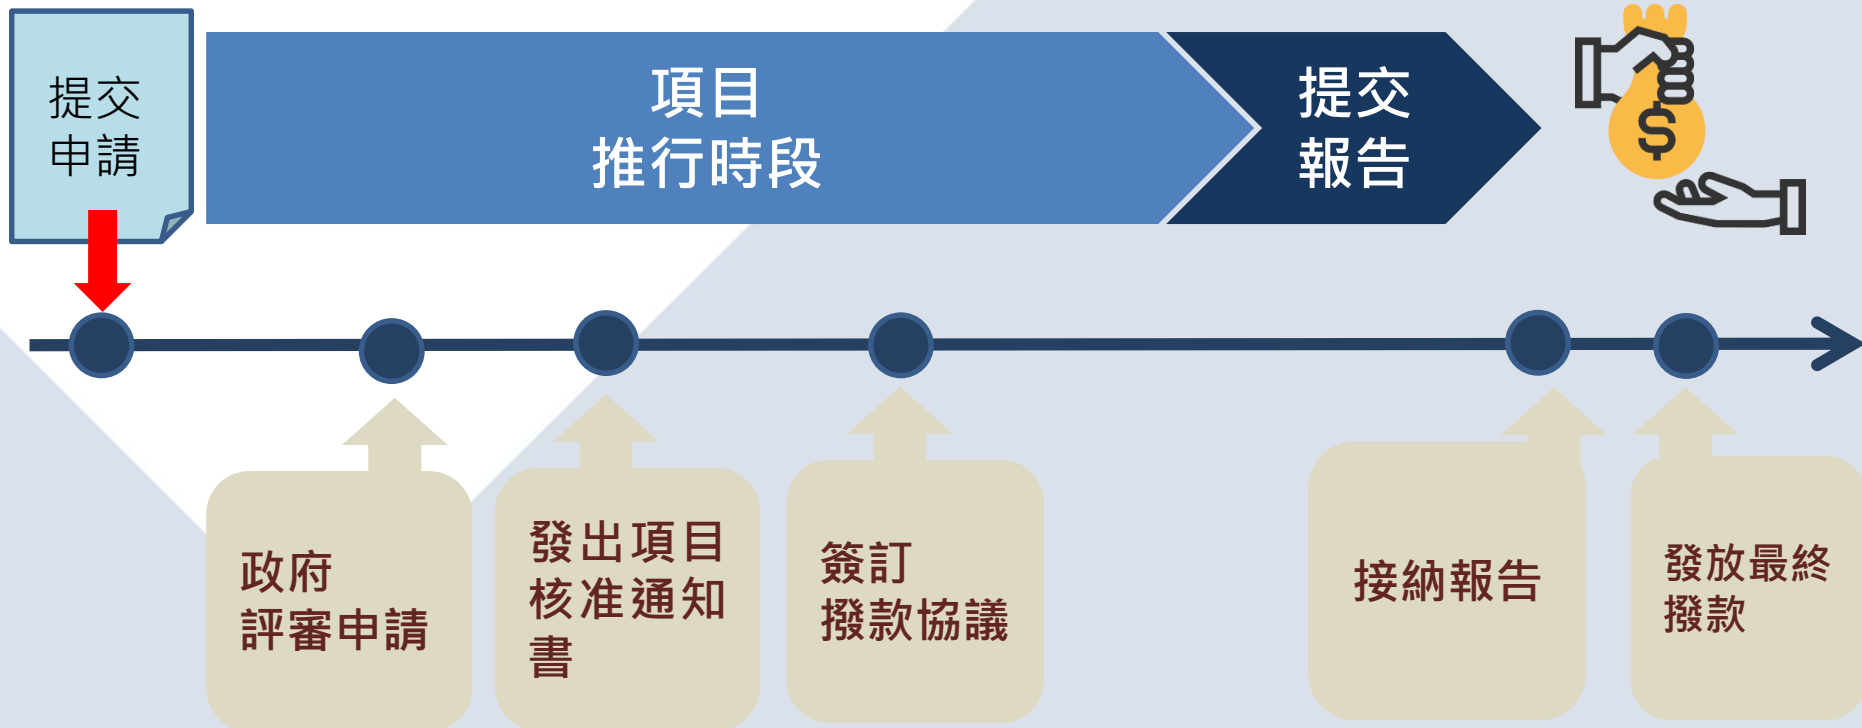 提交
申請
項目
推行時段
提交
報告
$
政府
評審申請
發出項目
核准通知
書
簽訂
撥款協議
接納報告
發放最終
撥款